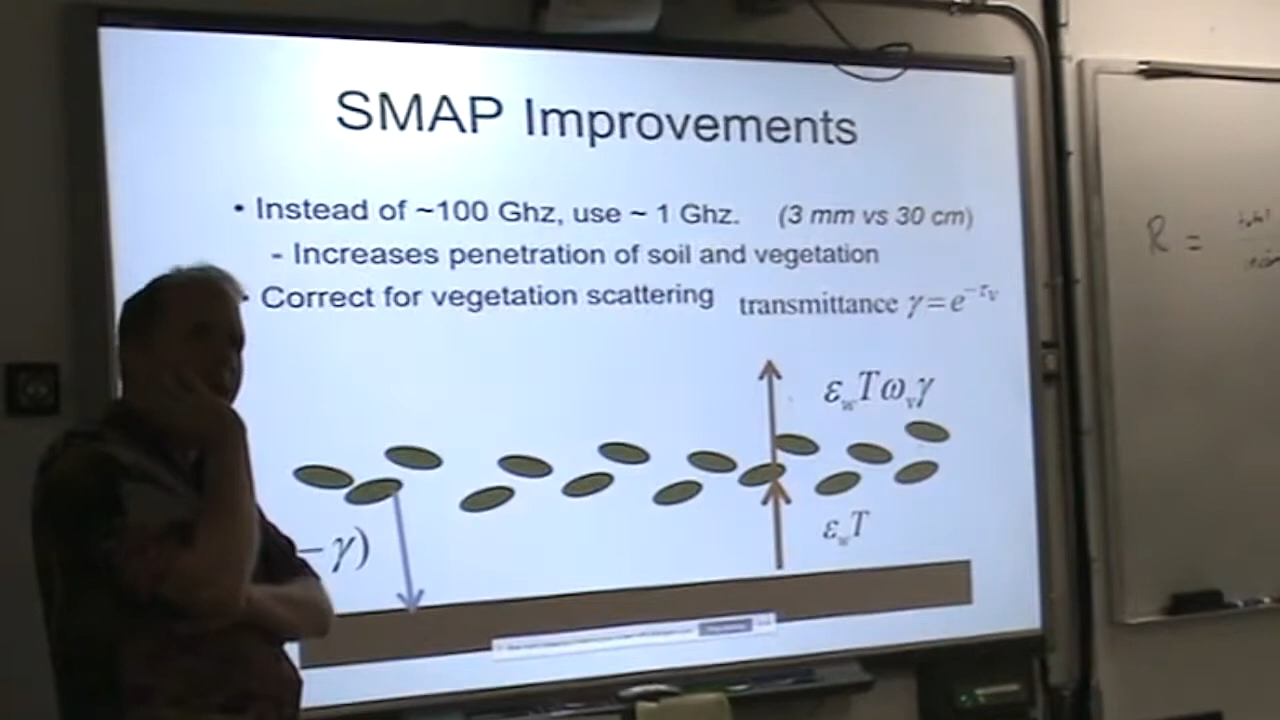 SMAP Improvements
• Instead of ~100 Ghz, use ~ 1 Ghz. (3 mm vs 30 cm)
- Increases penetration of soil and vegetation
• Correct for vegetation scattering transmittance γ = e^{-τ_v}
ε_w T ω_v γ
– γ)
ε_w T
R =